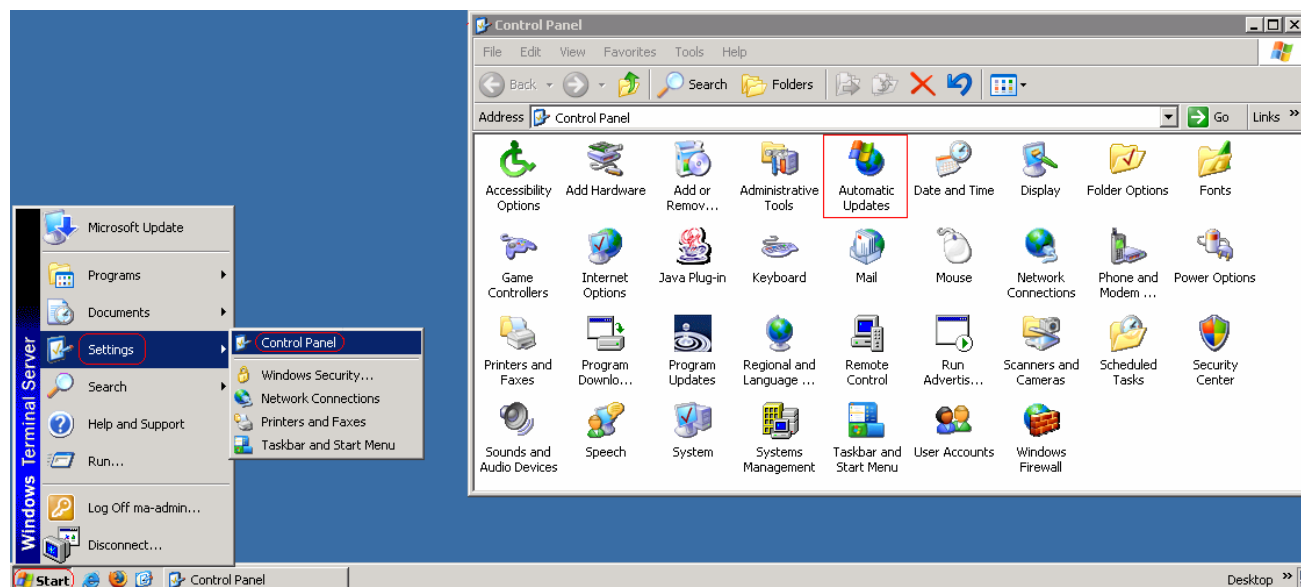 Control Panel
File Edit View Favorites Tools Help
Back Search Folders
Address Control Panel Go Links »
Accessibility Options
Add Hardware
Add or Remov...
Administrative Tools
Automatic Updates
Date and Time
Display
Folder Options
Fonts
Game Controllers
Internet Options
Java Plug-in
Keyboard
Mail
Mouse
Network Connections
Phone and Modem ...
Power Options
Printers and Faxes
Program Downlo...
Program Updates
Regional and Language ...
Remote Control
Run Advertis...
Scanners and Cameras
Scheduled Tasks
Security Center
Sounds and Audio Devices
Speech
System
Systems Management
Taskbar and Start Menu
User Accounts
Windows Firewall
Windows Terminal Server
Microsoft Update
Programs
Documents
Settings
Search
Help and Support
Run...
Log Off ma-admin...
Disconnect...
Control Panel
Windows Security...
Network Connections
Printers and Faxes
Taskbar and Start Menu
Start Control Panel Desktop »